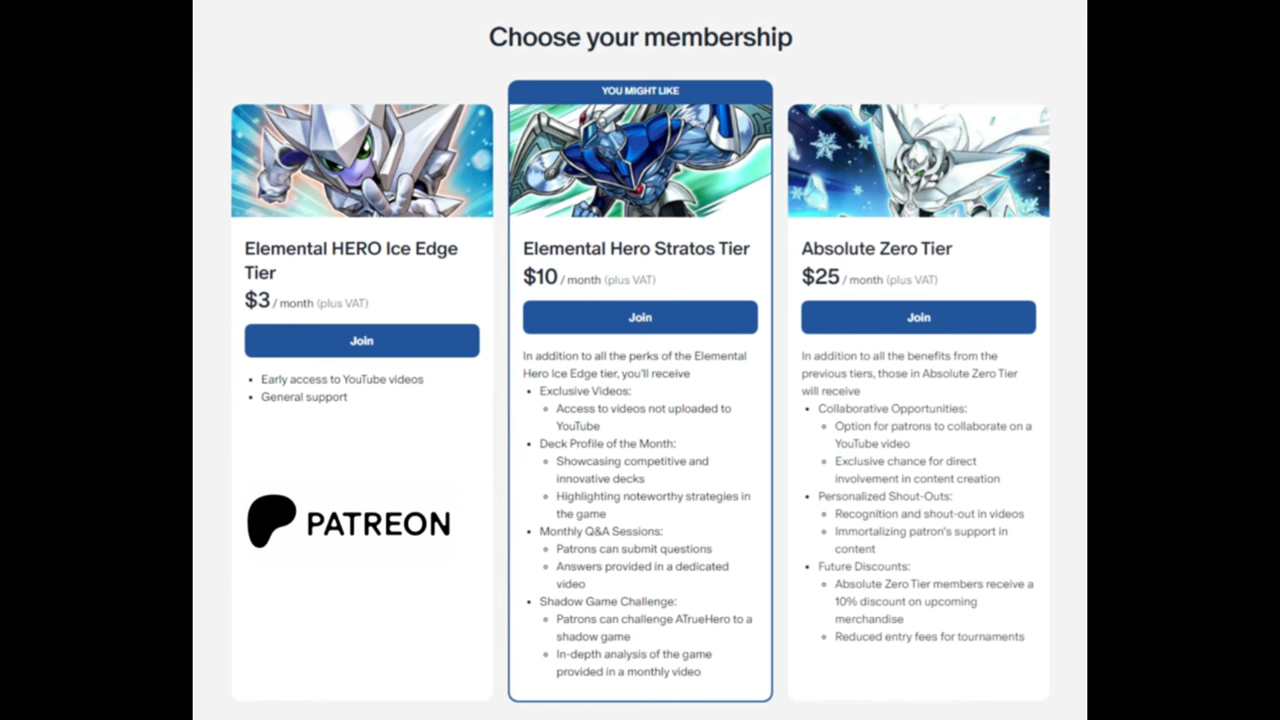 Choose your membership
YOU MIGHT LIKE
Elemental HERO Ice Edge
Tier
$3 / month (plus VAT)
Join
• Early access to YouTube videos
• General support
PATREON
Elemental Hero Stratos Tier
$10 / month (plus VAT)
Join
In addition to all the perks of the Elemental
Hero Ice Edge tier, you'll receive
• Exclusive Videos:
Access to videos not uploaded to
YouTube
• Deck Profile of the Month:
Showcasing competitive and
innovative decks
Highlighting noteworthy strategies in
the game
• Monthly Q&A Sessions:
Patrons can submit questions
Answers provided in a dedicated
video
• Shadow Game Challenge:
Patrons can challenge ATrueHero to a
shadow game
In-depth analysis of the game
provided in a monthly video
Absolute Zero Tier
$25 / month (plus VAT)
Join
In addition to all the benefits from the
previous tiers, those in Absolute Zero Tier
will receive
• Collaborative Opportunities:
Option for patrons to collaborate on a
YouTube video
Exclusive chance for direct
involvement in content creation
• Personalized Shout-Outs:
Recognition and shout-out in videos
Immortalizing patron's support in
content
• Future Discounts:
Absolute Zero Tier members receive a
10% discount on upcoming
merchandise
Reduced entry fees for tournaments